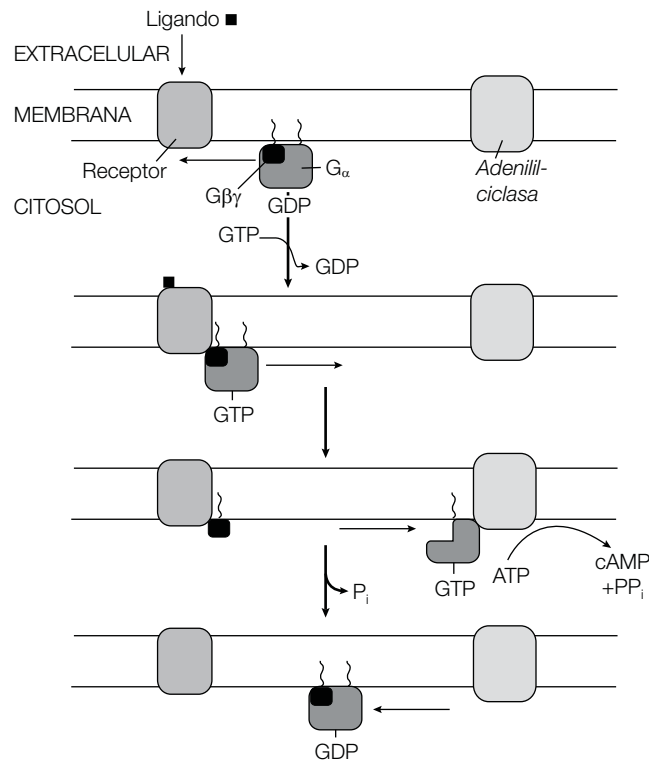 Ligando
EXTRACELULAR
MEMBRANA
Receptor
Gβγ
Gα
Adenilil-
ciclasa
CITOSOL
GDP
GTP
GDP
GTP
GTP
ATP
cAMP
+PPi
Pi
GDP